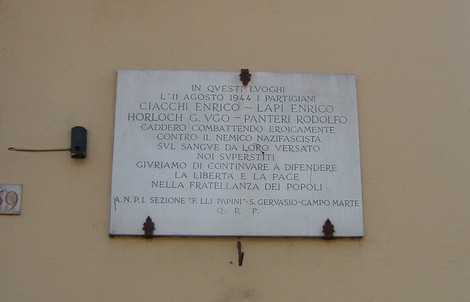 IN QVESTI LVOGHI
L'11 AGOSTO 1944 I PARTIGIANI
CIACCHI ENRICO - LAPI ENRICO
HORLOCH G. VGO - PANTERI RODOLFO
CADDERO COMBATTENDO EROICAMENTE
CONTRO IL NEMICO NAZIFASCISTA
SVL SANGVE DA LORO VERSATO
NOI SVPERSTITI
GIVRIAMO DI CONTINVARE A DIFENDERE
LA LIBERTÀ E LA PACE
NELLA FRATELLANZA DEI POPOLI
A.N.P.I. SEZIONE "F.LLI PAPINI" - S. GERVASIO - CAMPO MARTE
Q. R. P.
59